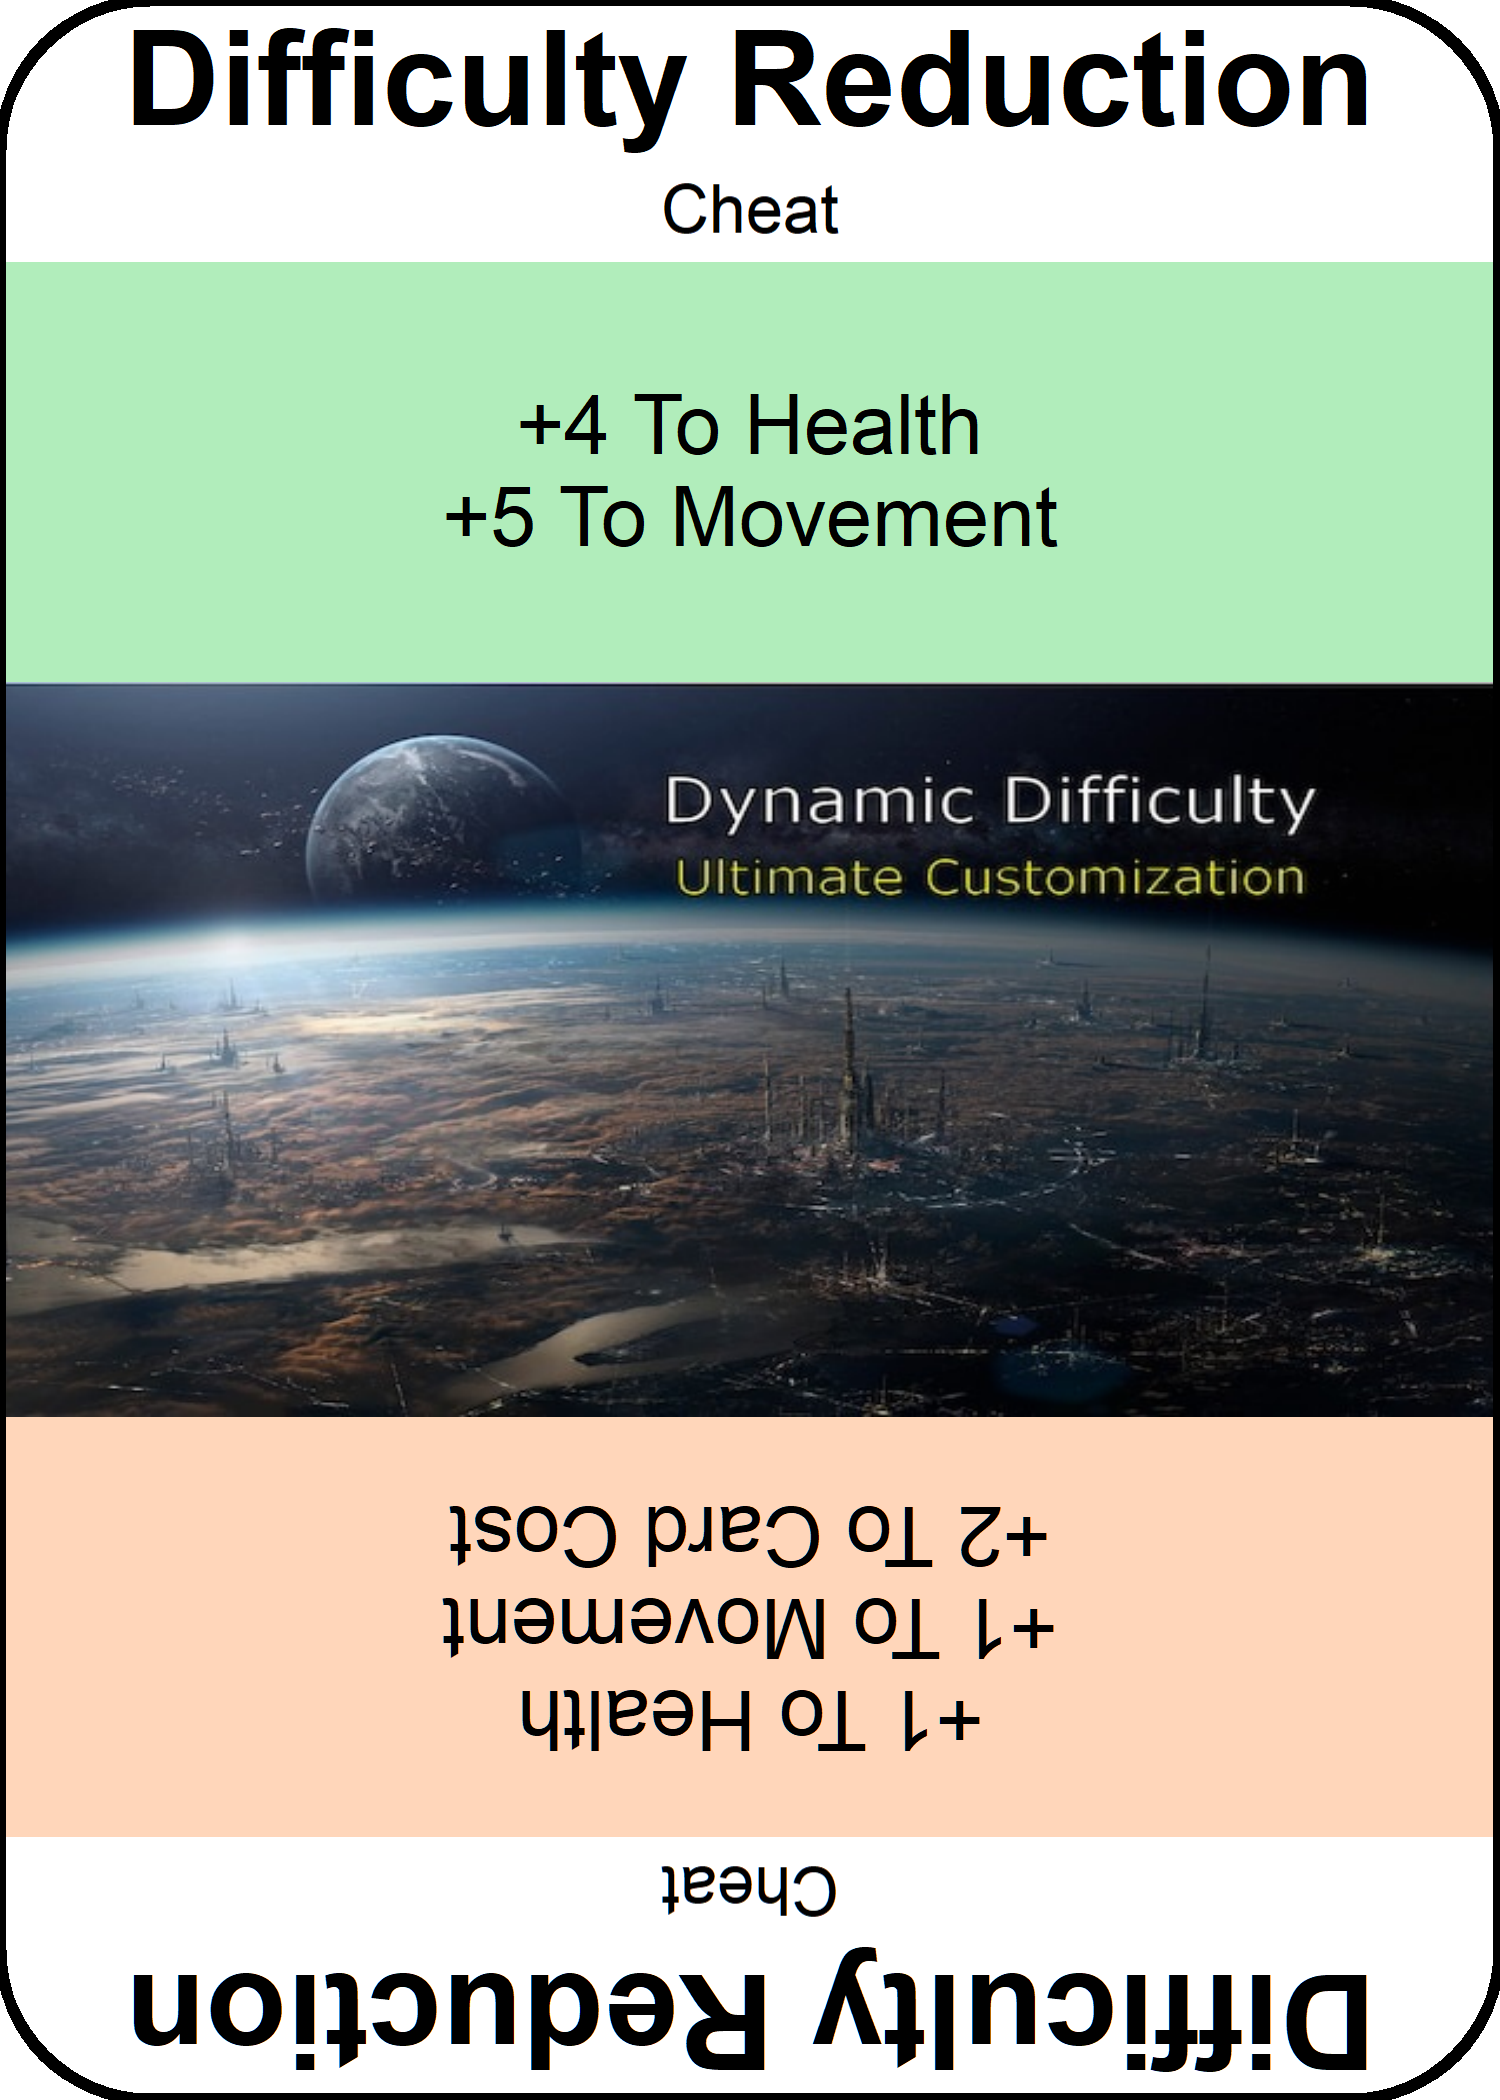 Difficulty Reduction
Cheat
+4 To Health
+5 To Movement
Dynamic Difficulty
Ultimate Customization
Difficulty Reduction
Cheat
+1 To Health
+1 To Movement
+2 To Card Cost